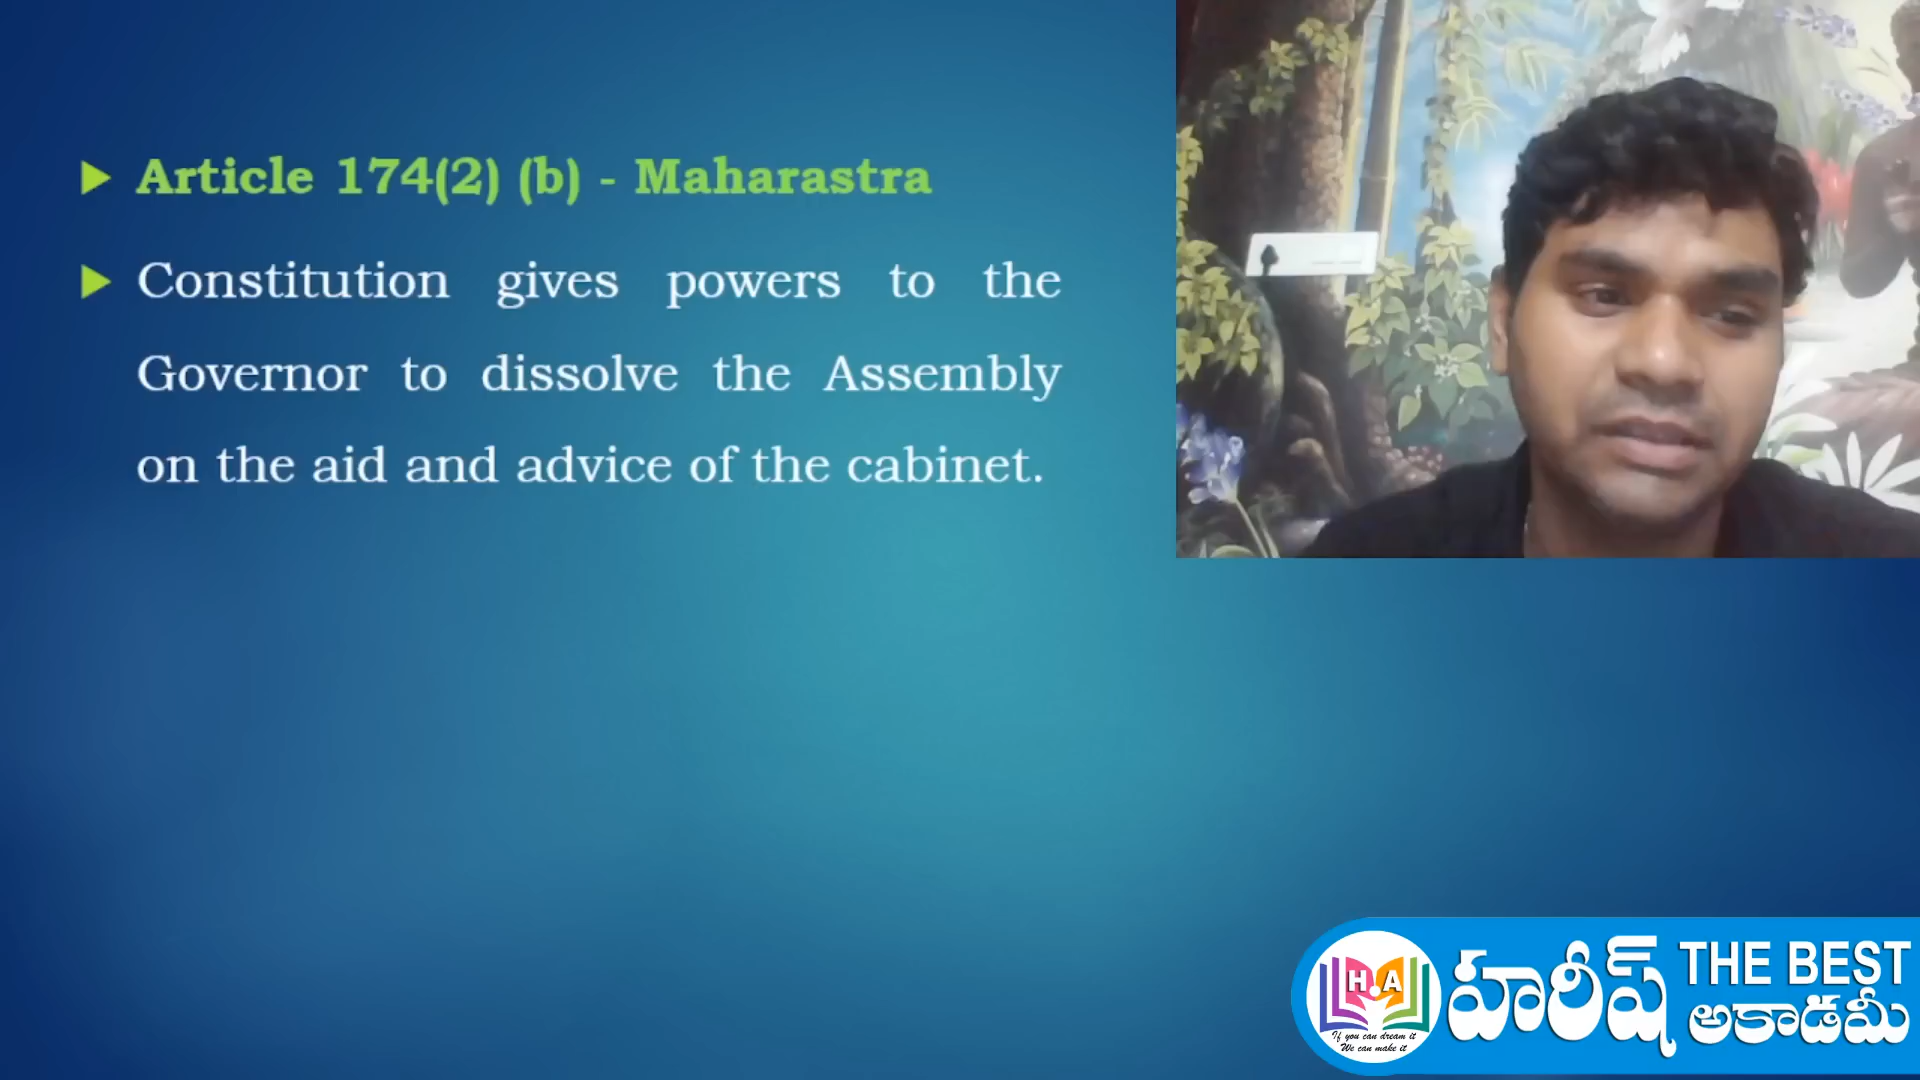 Article 174(2) (b) - Maharastra
Constitution gives powers to the
Governor to dissolve the Assembly
on the aid and advice of the cabinet.
H.A
If you can dream it
We can make it
హరీష్
THE BEST
అకాడమీ